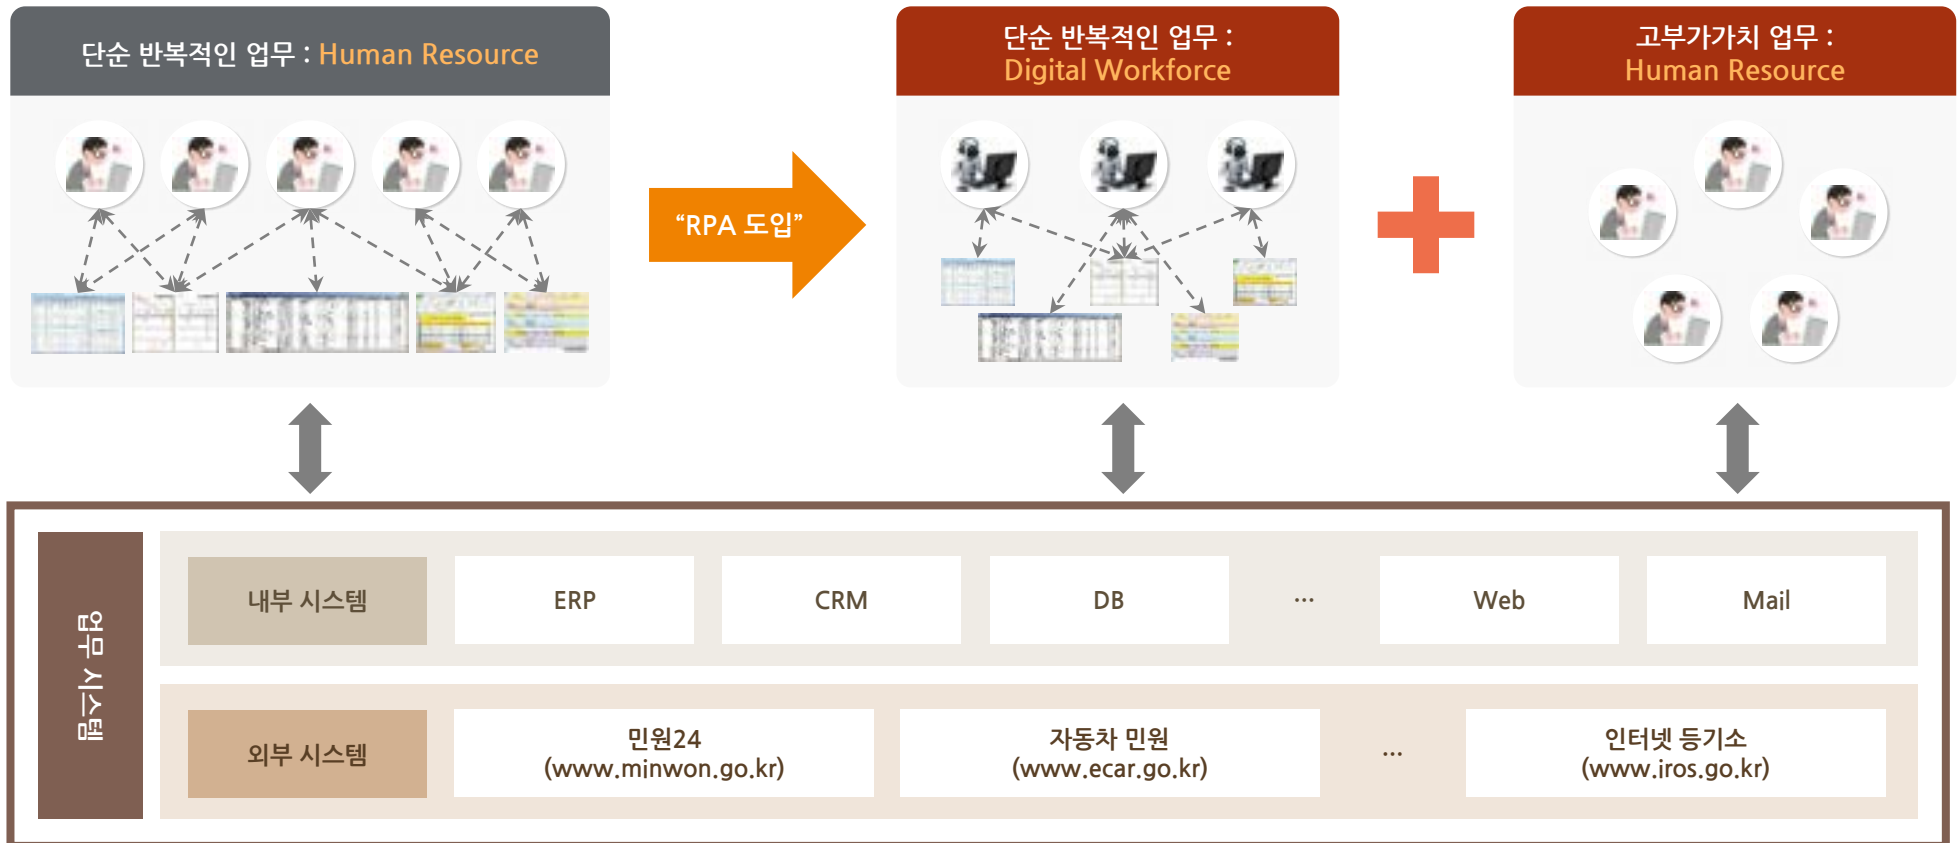 단순 반복적인 업무 : Human Resource
단순 반복적인 업무 :
Digital Workforce
고부가가치 업무 :
Human Resource
“RPA 도입”
업무 시스템
내부 시스템
ERP
CRM
DB
...
Web
Mail
외부 시스템
민원24
(www.minwon.go.kr)
자동차 민원
(www.ecar.go.kr)
...
인터넷 등기소
(www.iros.go.kr)